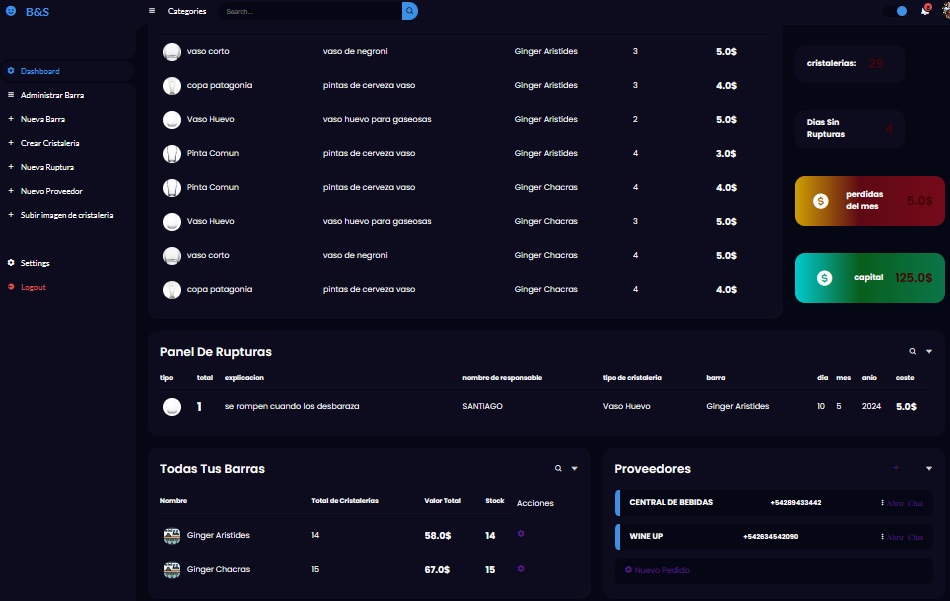 B&S
Categories
Search...
8
Dashboard
Administrar Barra
Nueva Barra
Crear Cristaleria
Nueva Ruptura
Nuevo Proveedor
Subir imagen de cristaleria
Settings
Logout
vaso corto vaso de negroni Ginger Aristides 3 5.0$
copa patagonia pintas de cerveza vaso Ginger Aristides 3 4.0$
Vaso Huevo vaso huevo para gaseosas Ginger Aristides 2 5.0$
Pinta Comun pintas de cerveza vaso Ginger Aristides 4 3.0$
Pinta Comun pintas de cerveza vaso Ginger Chacras 4 4.0$
Vaso Huevo vaso huevo para gaseosas Ginger Chacras 3 5.0$
vaso corto vaso de negroni Ginger Chacras 4 5.0$
copa patagonia pintas de cerveza vaso Ginger Chacras 4 4.0$
cristalerias: 29
Dias Sin
Rupturas 4
perdidas
del mes 5.0$
capital 125.0$
Panel De Rupturas
tipo total explicacion nombre de responsable tipo de cristaleria barra dia mes anio coste
1 se rompen cuando los desbaraza SANTIAGO Vaso Huevo Ginger Aristides 10 5 2024 5.0$
Todas Tus Barras
Nombre Total de Cristalerias Valor Total Stock Acciones
Ginger Aristides 14 58.0$ 14
Ginger Chacras 15 67.0$ 15
Proveedores
+
CENTRAL DE BEBIDAS +54289433442 Abrir Chat
WINE UP +542634542090 Abrir Chat
Nuevo Pedido